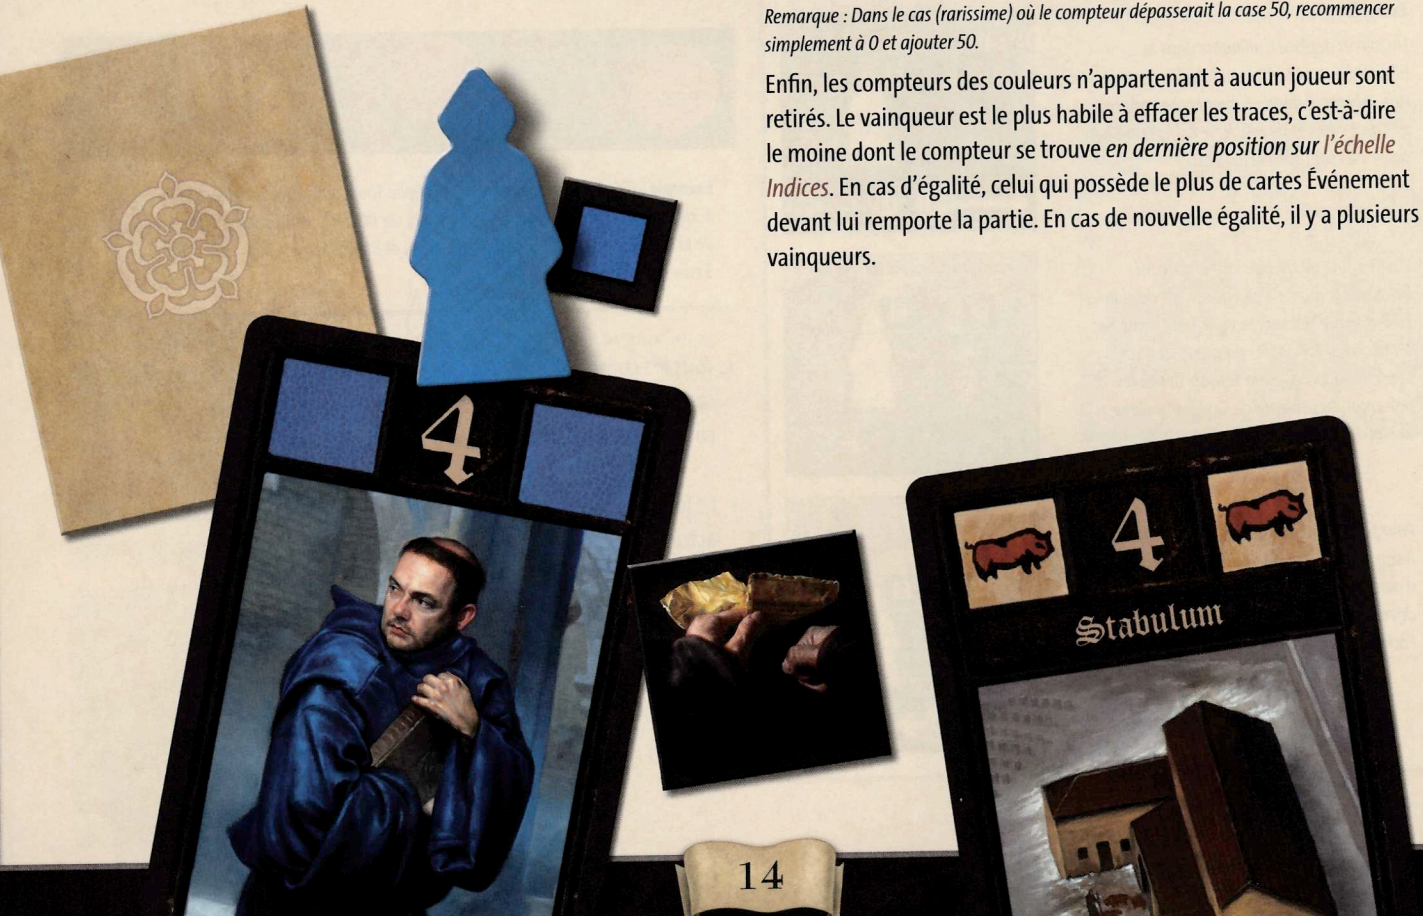 Remarque : Dans le cas (rarissime) où le compteur dépasserait la case 50, recommencer
simplement à 0 et ajouter 50.
Enfin, les compteurs des couleurs n'appartenant à aucun joueur sont
retirés. Le vainqueur est le plus habile à effacer les traces, c'est-à-dire
le moine dont le compteur se trouve en dernière position sur l'échelle
Indices. En cas d'égalité, celui qui possède le plus de cartes Événement
devant lui remporte la partie. En cas de nouvelle égalité, il y a plusieurs
vainqueurs.
4
4
Stabulum
14